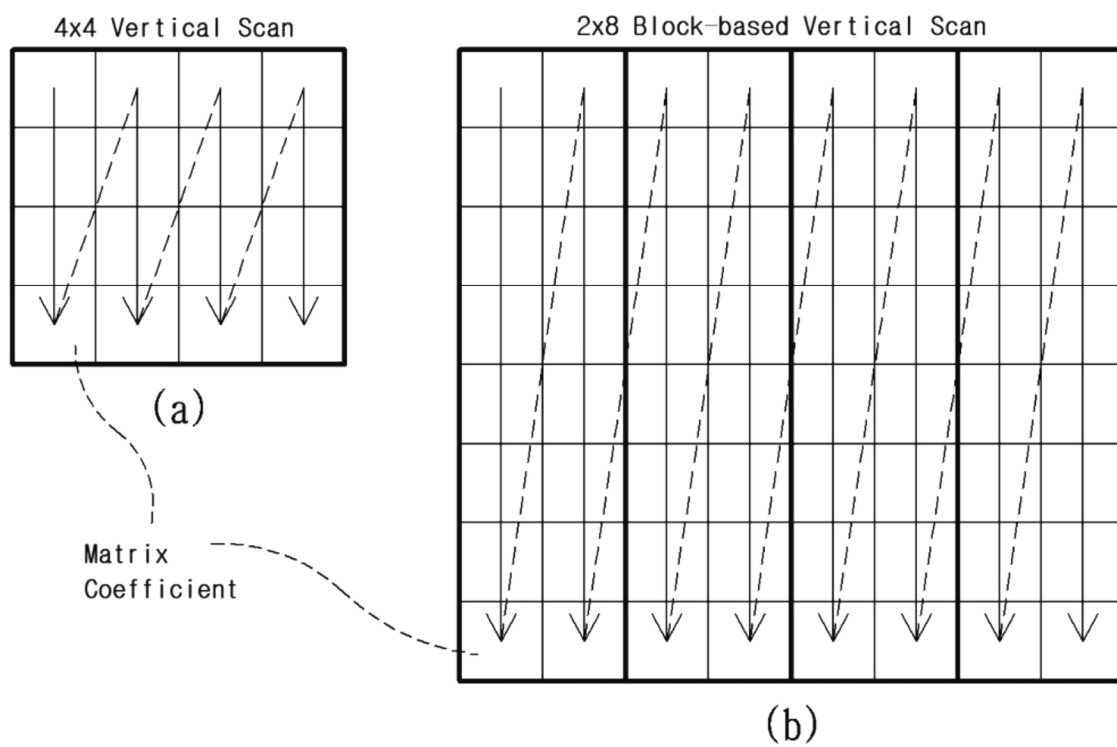 4x4 Vertical Scan
2x8 Block-based Vertical Scan
(a)
Matrix
Coefficient
(b)